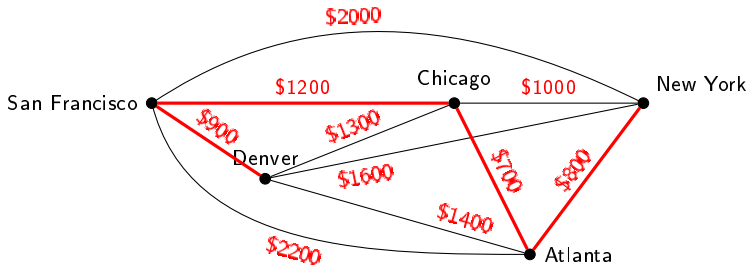 $2000
Chicago
$1200
$1000
New York
San Francisco
$900
$1300
Denver
$1600
$700
$800
$1400
$2200
Atlanta